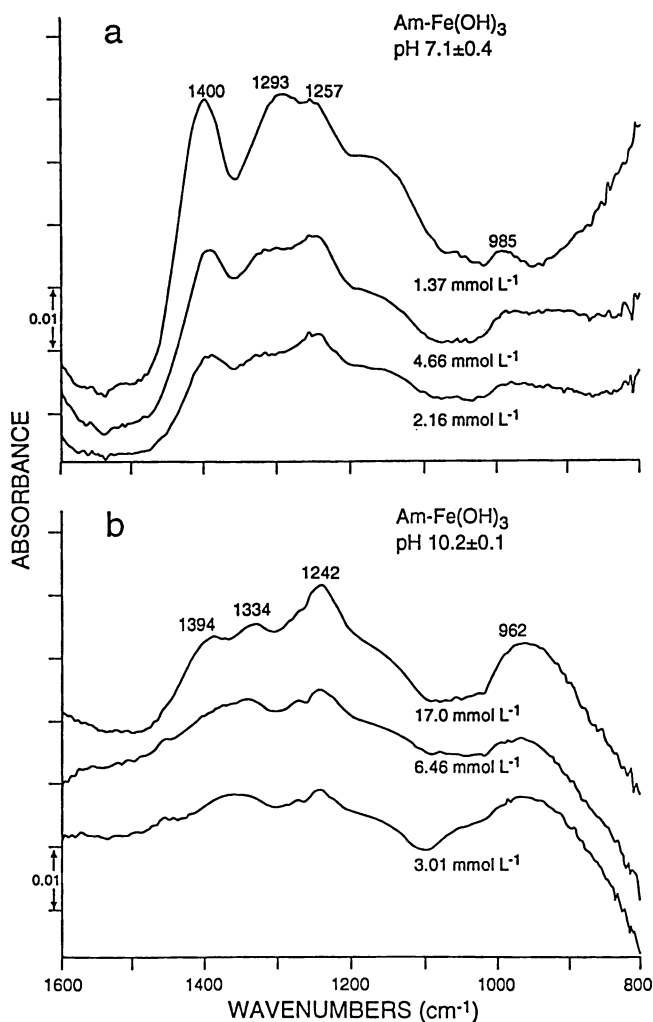 a
Am-Fe(OH)3
pH 7.1±0.4
1400
1293
1257
985
1.37 mmol L-1
4.66 mmol L-1
2.16 mmol L-1
0.01
ABSORBANCE
b
Am-Fe(OH)3
pH 10.2±0.1
1394
1334
1242
962
17.0 mmol L-1
6.46 mmol L-1
3.01 mmol L-1
0.01
1600 1400 1200 1000 800
WAVENUMBERS (cm-1)